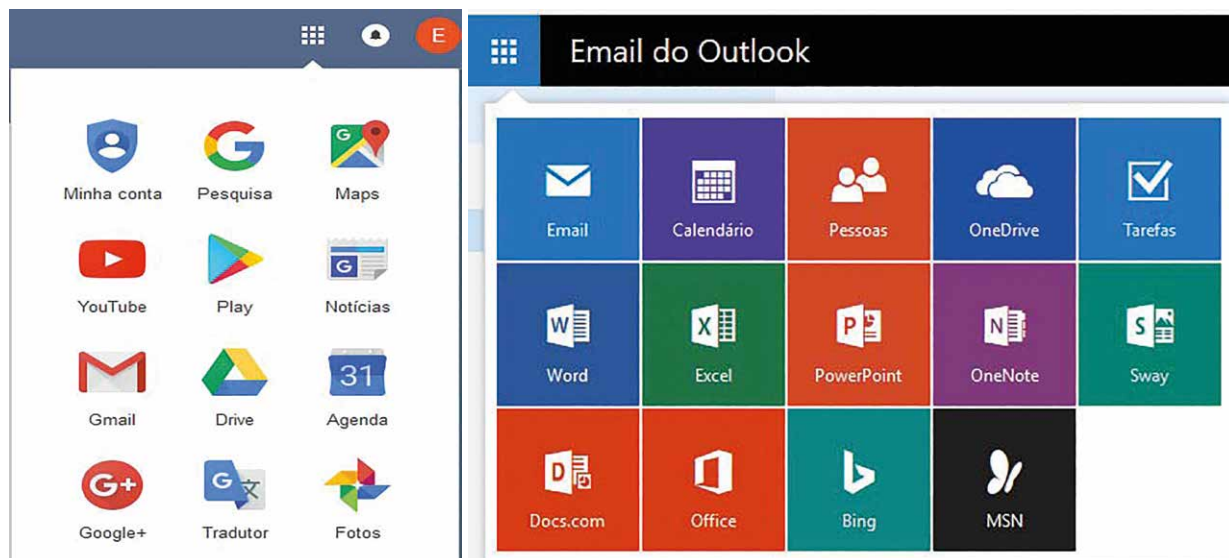 E
Minha conta Pesquisa Maps
YouTube Play Notícias
31
Gmail Drive Agenda
Google+ Tradutor Fotos
Email do Outlook
Email Calendário Pessoas OneDrive Tarefas
Word Excel PowerPoint OneNote Sway
Docs.com Office Bing MSN